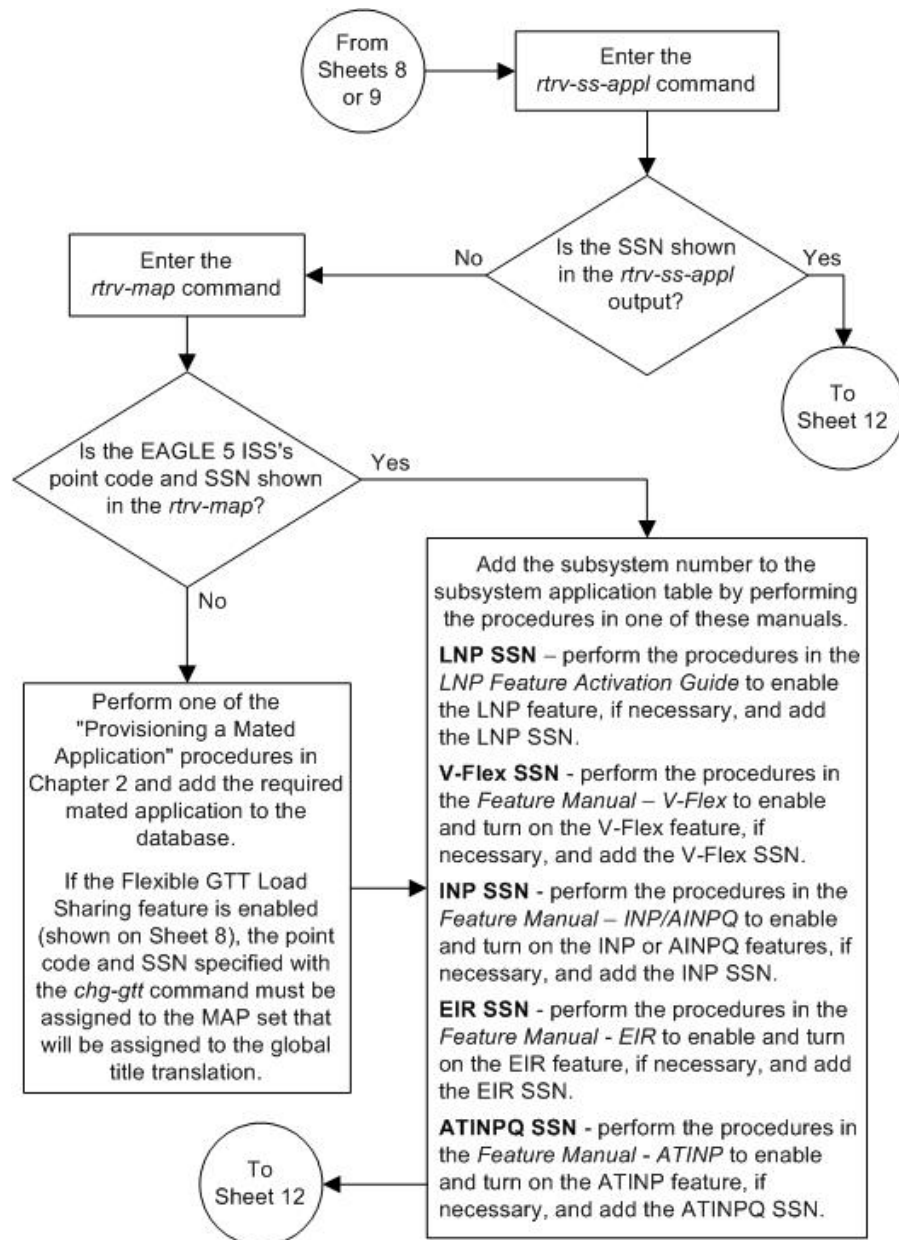 From
Sheets 8
or 9
Enter the
rtrv-ss-appl command
Is the SSN shown
in the rtrv-ss-appl
output?
No
Yes
Enter the
rtrv-map command
To
Sheet 12
Is the EAGLE 5 ISS's
point code and SSN shown
in the rtrv-map?
Yes
No
Add the subsystem number to the
subsystem application table by performing
the procedures in one of these manuals.
LNP SSN – perform the procedures in the
LNP Feature Activation Guide to enable
the LNP feature, if necessary, and add
the LNP SSN.
V-Flex SSN - perform the procedures in
the Feature Manual – V-Flex to enable
and turn on the V-Flex feature, if
necessary, and add the V-Flex SSN.
INP SSN - perform the procedures in the
Feature Manual – INP/AINPQ to enable
and turn on the INP or AINPQ features, if
necessary, and add the INP SSN.
EIR SSN - perform the procedures in the
Feature Manual - EIR to enable and turn
on the EIR feature, if necessary, and add
the EIR SSN.
ATINPQ SSN - perform the procedures in
the Feature Manual - ATINP to enable
and turn on the ATINP feature, if
necessary, and add the ATINPQ SSN.
Perform one of the
"Provisioning a Mated
Application" procedures in
Chapter 2 and add the required
mated application to the
database.
If the Flexible GTT Load
Sharing feature is enabled
(shown on Sheet 8), the point
code and SSN specified with
the chg-gtt command must be
assigned to the MAP set that
will be assigned to the global
title translation.
To
Sheet 12